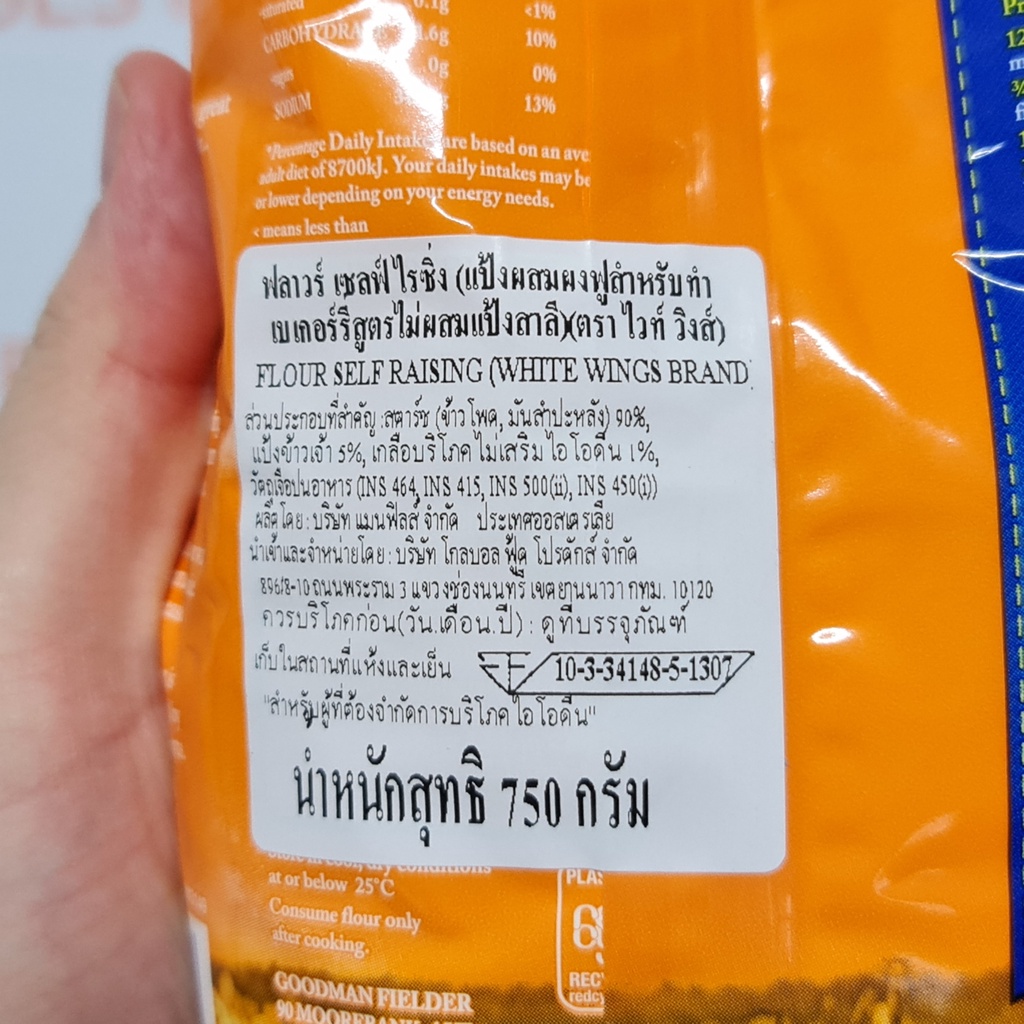 0.1g <1%
CARBOHYDRA .6g 10%
0g 0%
SODIUM 13%
*Percentage Daily Intak are based on an ave
adult diet of 8700kJ. Your daily intakes may be
or lower depending on your energy needs.
< means less than
ฟลาวร์ เซลฟ์ ไรซิ่ง (แป้งผสมผงฟูสำหรับทำ
เบเกอร์รีสูตรไม่ผสมแป้งสาลี)(ตรา ไวท์ วิงส์)
FLOUR SELF RAISING (WHITE WINGS BRAND)
ส่วนประกอบที่สำคัญ :สตาร์ช (ข้าวโพด, มันสำปะหลัง) 90%,
แป้งข้าวเจ้า 5%, เกลือบริโภคไม่เสริมไอโอดีน 1%,
วัตถุเจือปนอาหาร (INS 464, INS 415, INS 500(ii), INS 450(i))
ผลิตโดย : บริษัท แมนฟิลส์ จำกัด ประเทศออสเตรเลีย
นำเข้าและจำหน่ายโดย : บริษัท โกลบอล ฟู้ด โปรดักส์ จำกัด
896/8-10 ถนนพระราม 3 แขวงช่องนนทรี เขตยานนาวา กทม. 10120
ควรบริโภคก่อน(วัน.เดือน.ปี) : ดูที่บรรจุภัณฑ์
เก็บในสถานที่แห้งและเย็น 10-3-34148-5-1307
"สำหรับผู้ที่ต้องจำกัดการบริโภคไอโอดีน"
น้ำหนักสุทธิ 750 กรัม
at or below 25°C
Consume flour only
after cooking.
GOODMAN FIELDER
PLA
REC
redcy
Pr
12
m